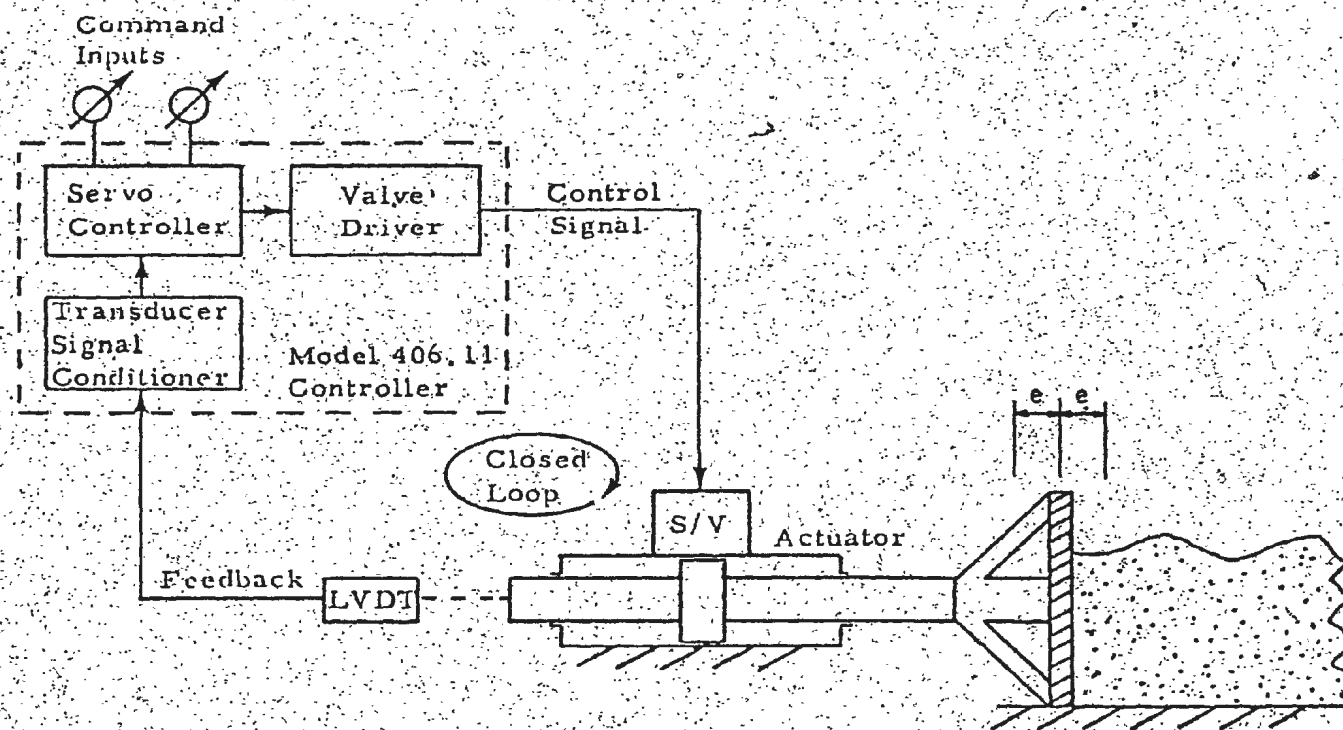 Command
Inputs
Servo
Controller
Valve
Driver
Control
Signal
Transducer
Signal
Conditioner
Model 406.11
Controller
e e
Closed
Loop
S/V
Actuator
Feedback
LVDT